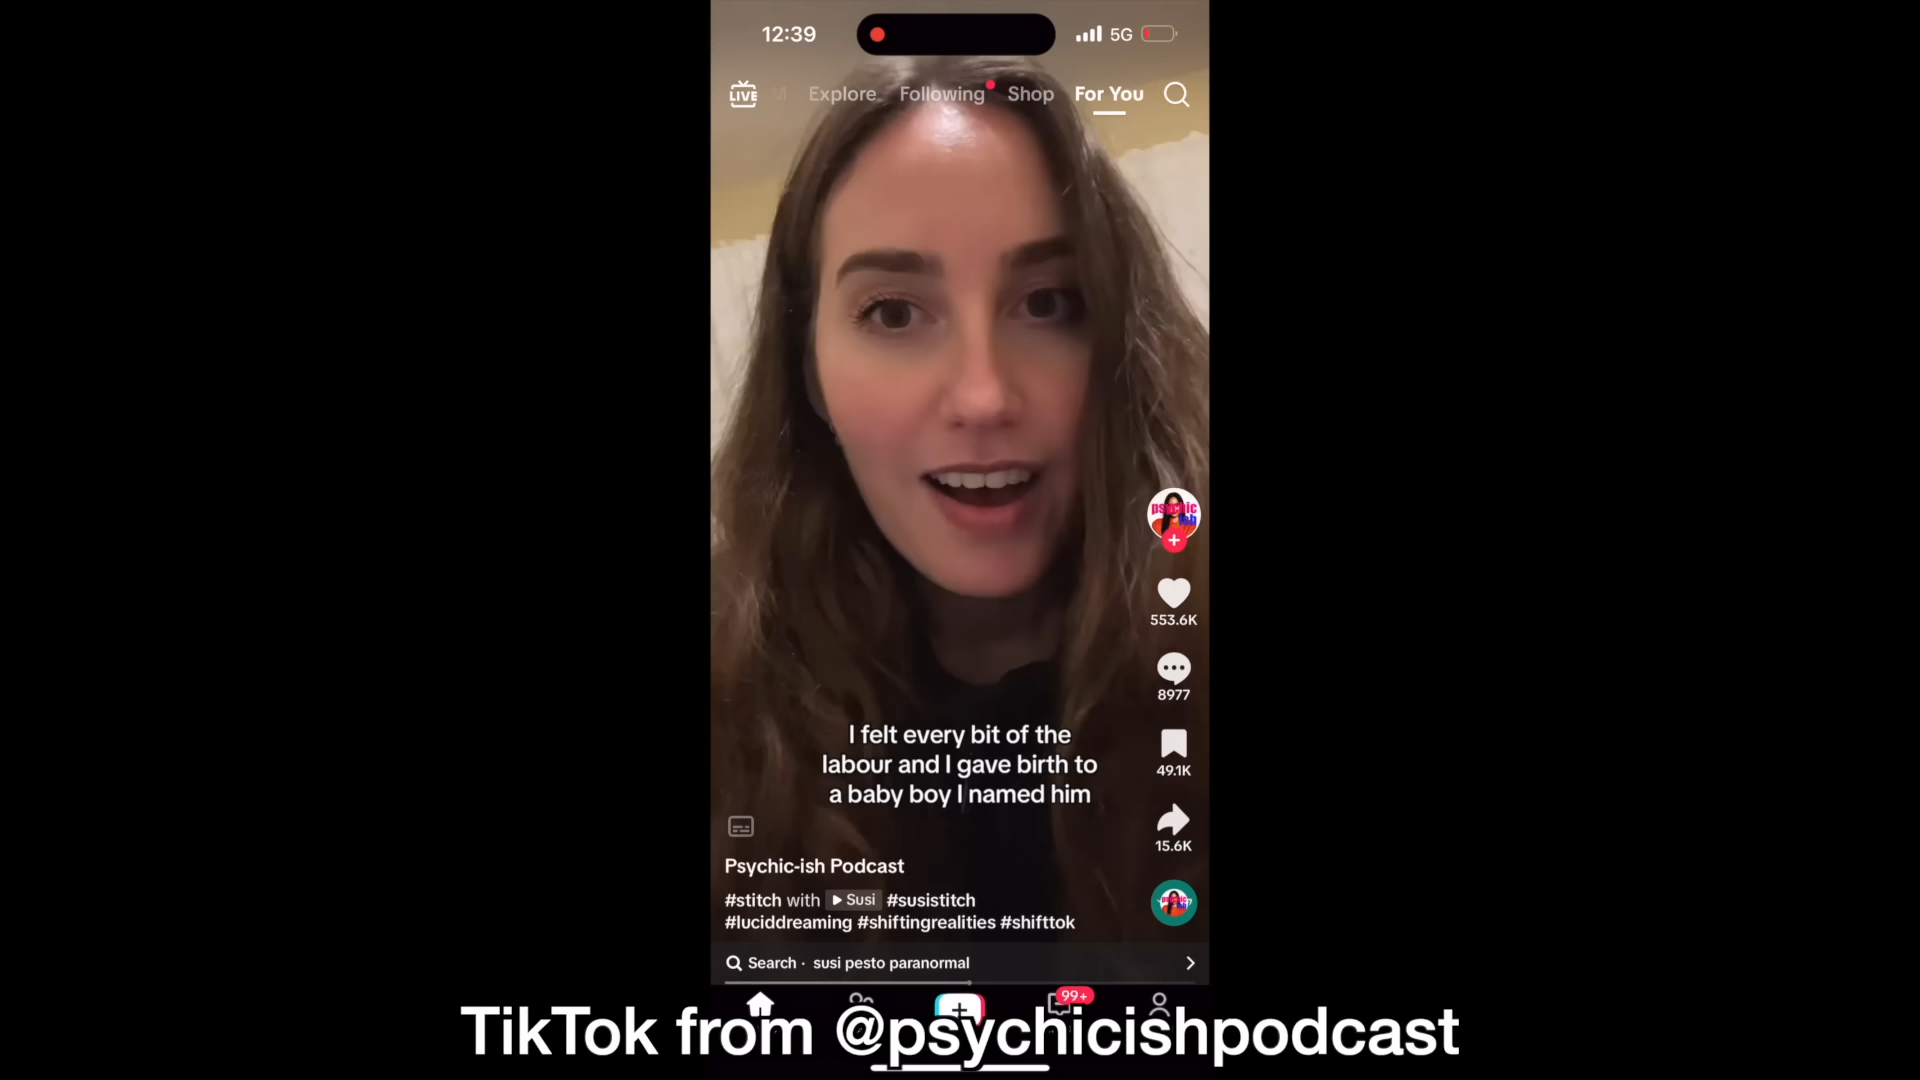 12:39
5G
LIVE
Explore Following Shop For You
psychic
553.6K
8977
I felt every bit of the
labour and I gave birth to
a baby boy I named him
49.1K
15.6K
Psychic-ish Podcast
#stitch with Susi #susistitch
#luciddreaming #shiftingrealities #shifttok
Search · susi pesto paranormal
99+
TikTok from @psychicishpodcast